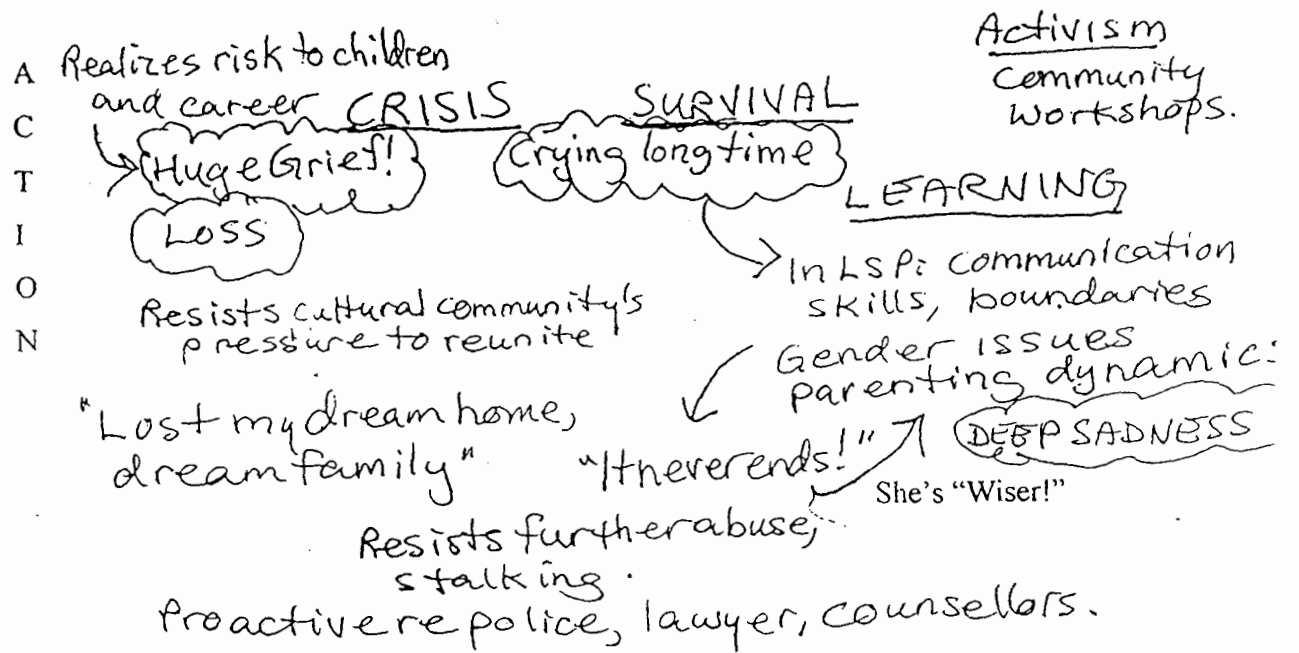 ACTION
Realizes risk to children
and career
CRISIS
Huge Grief!
LOSS
SURVIVAL
Crying long time
Activism
Community
Workshops.
LEARNING
In LSP: communication
skills, boundaries
Gender issues
parenting dynamic:
DEEP SADNESS
Resists cultural community's
pressure to reunite
"Lost my dream home,
dream family"
"It never ends!"
She's "Wiser!"
Resists further abuse,
stalking.
Proactive re police, lawyer, counsellors.